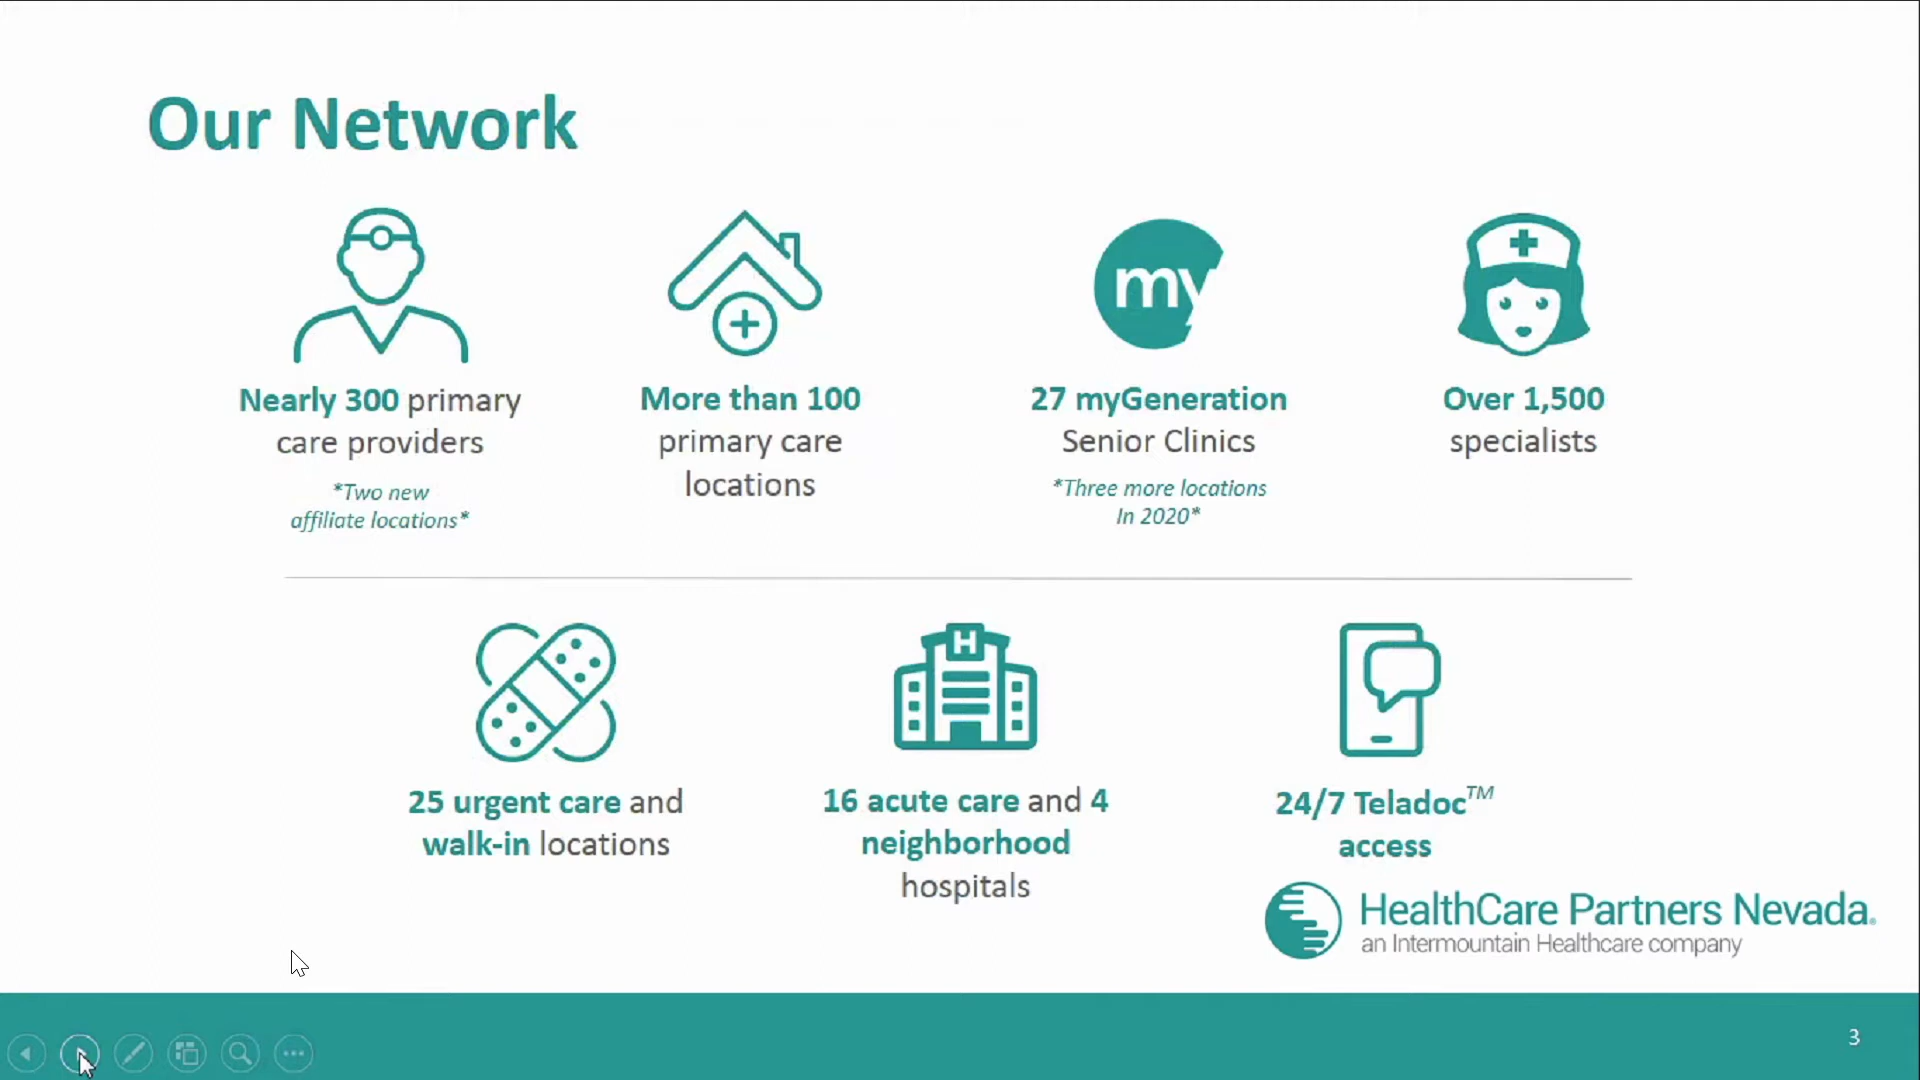 Our Network
my
Nearly 300 primary
care providers
*Two new
affiliate locations*
More than 100
primary care
locations
27 myGeneration
Senior Clinics
*Three more locations
In 2020*
Over 1,500
specialists
H
25 urgent care and
walk-in locations
16 acute care and 4
neighborhood
hospitals
24/7 Teladoc™
access
HealthCare Partners Nevada®
an Intermountain Healthcare company
3